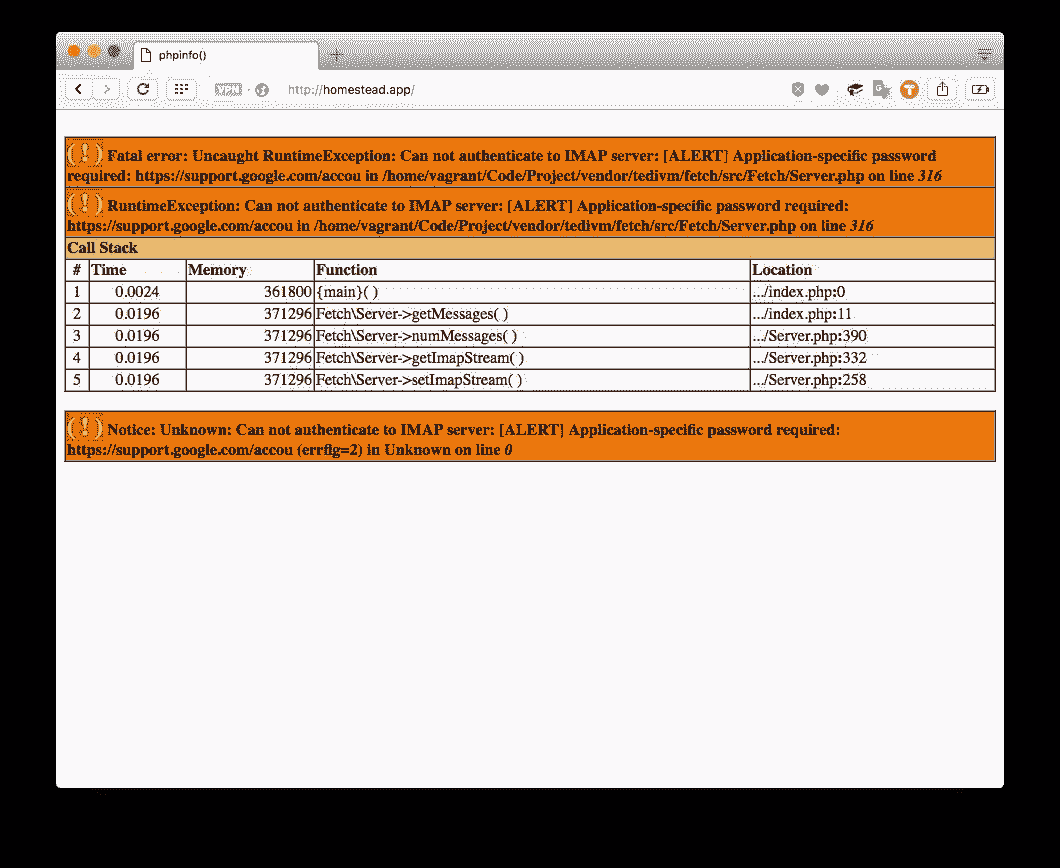 phpinfo()
VPN http://homestead.app/
( ! ) Fatal error: Uncaught RuntimeException: Can not authenticate to IMAP server: [ALERT] Application-specific password
required: https://support.google.com/accou in /home/vagrant/Code/Project/vendor/tedivm/fetch/src/Fetch/Server.php on line 316
( ! ) RuntimeException: Can not authenticate to IMAP server: [ALERT] Application-specific password required:
https://support.google.com/accou in /home/vagrant/Code/Project/vendor/tedivm/fetch/src/Fetch/Server.php on line 316
Call Stack
# Time Memory Function Location
1 0.0024 361800 {main}( ) .../index.php:0
2 0.0196 371296 Fetch\Server->getMessages( ) .../index.php:11
3 0.0196 371296 Fetch\Server->numMessages( ) .../Server.php:390
4 0.0196 371296 Fetch\Server->getImapStream( ) .../Server.php:332
5 0.0196 371296 Fetch\Server->setImapStream( ) .../Server.php:258
( ! ) Notice: Unknown: Can not authenticate to IMAP server: [ALERT] Application-specific password required:
https://support.google.com/accou (errflg=2) in Unknown on line 0